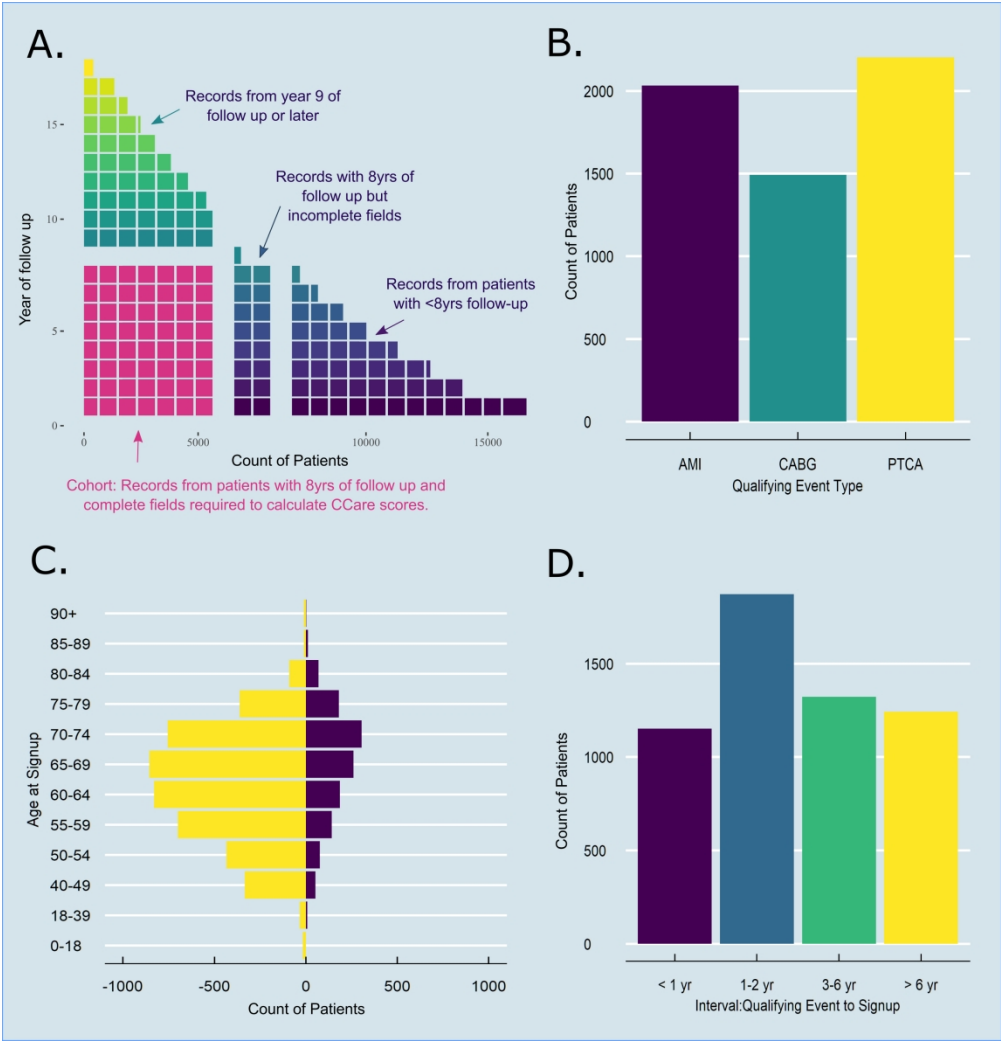 A.
Records from year 9 of
follow up or later
Records with 8yrs of
follow up but
incomplete fields
Records from patients
with <8yrs follow-up
Year of follow up
15
10
5
0
0
5000
10000
15000
Count of Patients
Cohort: Records from patients with 8yrs of follow up and
complete fields required to calculate CCare scores.
B.
Count of Patients
2000
1500
1000
500
0
AMI
CABG
PTCA
Qualifying Event Type
C.
Age at Signup
90+
85-89
80-84
75-79
70-74
65-69
60-64
55-59
50-54
40-49
18-39
0-18
-1000
-500
0
500
1000
Count of Patients
D.
Count of Patients
1500
1000
500
0
< 1 yr
1-2 yr
3-6 yr
> 6 yr
Interval:Qualifying Event to Signup